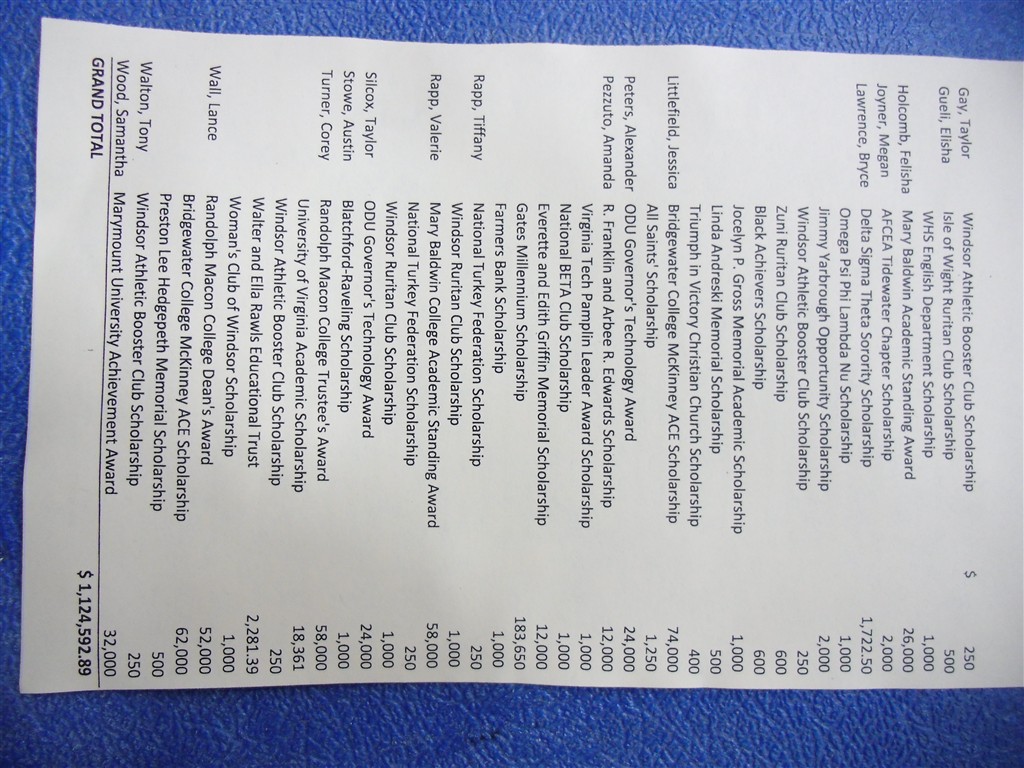 Gay, Taylor Windsor Athletic Booster Club Scholarship $ 250
Gueli, Elisha Isle of Wight Ruritan Club Scholarship 500
WHS English Department Scholarship 1,000
Holcomb, Felisha Mary Baldwin Academic Standing Award 26,000
Joyner, Megan AFCEA Tidewater Chapter Scholarship 2,000
Lawrence, Bryce Delta Sigma Theta Sorority Scholarship 1,722.50
Omega Psi Phi Lambda Nu Scholarship 1,000
Jimmy Yarbrough Opportunity Scholarship 2,000
Windsor Athletic Booster Club Scholarship 250
Zuni Ruritan Club Scholarship 600
Black Achievers Scholarship 600
Jocelyn P. Gross Memorial Academic Scholarship 1,000
Linda Andreski Memorial Scholarship 500
Triumph in Victory Christian Church Scholarship 400
Littlefield, Jessica Bridgewater College McKinney ACE Scholarship 74,000
All Saints' Scholarship 1,250
Peters, Alexander ODU Governor's Technology Award 24,000
Pezzuto, Amanda R. Franklin and Arbee R. Edwards Scholarship 12,000
Virginia Tech Pamplin Leader Award Scholarship 1,000
National BETA Club Scholarship 1,000
Everette and Edith Griffin Memorial Scholarship 12,000
Gates Millennium Scholarship 183,650
Farmers Bank Scholarship 1,000
Rapp, Tiffany National Turkey Federation Scholarship 250
Windsor Ruritan Club Scholarship 1,000
Rapp, Valerie Mary Baldwin College Academic Standing Award 58,000
National Turkey Federation Scholarship 250
Windsor Ruritan Club Scholarship 1,000
Silcox, Taylor ODU Governor's Technology Award 24,000
Stowe, Austin Blatchford-Raveling Scholarship 1,000
Turner, Corey Randolph Macon College Trustee's Award 58,000
University of Virginia Academic Scholarship 18,361
Windsor Athletic Booster Club Scholarship 250
Walter and Ella Rawls Educational Trust 2,281.39
Woman's Club of Windsor Scholarship 1,000
Wall, Lance Randolph Macon College Dean's Award 52,000
Bridgewater College McKinney ACE Scholarship 62,000
Preston Lee Hedgepeth Memorial Scholarship 500
Walton, Tony Windsor Athletic Booster Club Scholarship 250
Wood, Samantha Marymount University Achievement Award 32,000
GRAND TOTAL $ 1,124,592.89